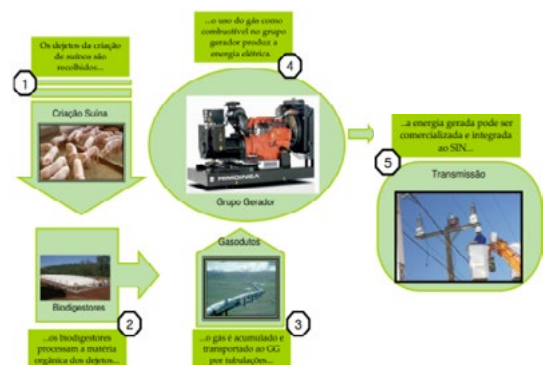 Os dejetos da criação
de suínos são
recolhidos...
1
Criação Suína
Biodigestores
2
...os biodigestores
processam a matéria
orgânica dos dejetos...
Gasodutos
3
...o gás é acumulado e
transportado ao GG
por tubulações...
...o uso do gás como
combustível no grupo
gerador produz a
energia elétrica.
4
Grupo Gerador
...a energia gerada pode ser
comercializada e integrada
ao SIN...
5
Transmissão